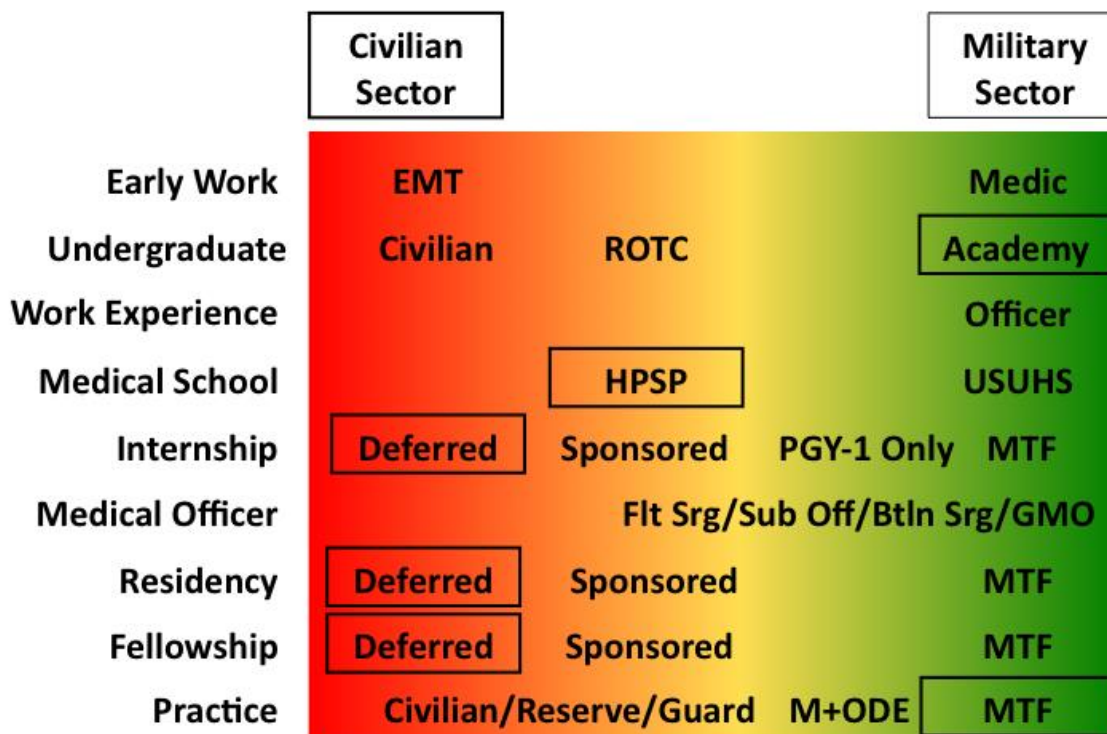 Civilian Sector Military Sector
Early Work EMT Medic
Undergraduate Civilian ROTC Academy
Work Experience Officer
Medical School HPSP USUHS
Internship Deferred Sponsored PGY-1 Only MTF
Medical Officer Flt Srg/Sub Off/Btln Srg/GMO
Residency Deferred Sponsored MTF
Fellowship Deferred Sponsored MTF
Practice Civilian/Reserve/Guard M+ODE MTF